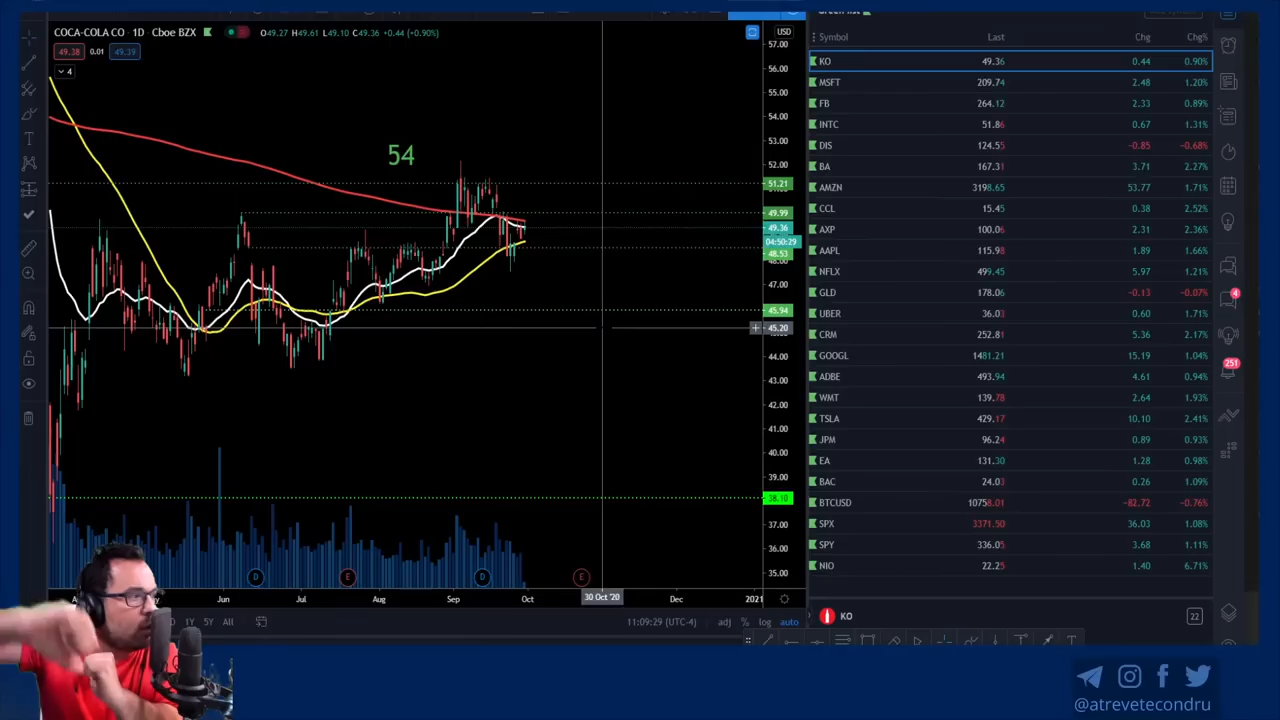 COCA-COLA CO · 1D · Cboe BZX O49.27 H49.61 L49.10 C49.36 +0.44 (+0.90%)
49.38 0.01 49.39
4
54
USD
57.00
56.00
55.00
54.00
53.00
52.00
51.21
49.99
49.36
04:50:29
48.53
48.00
47.00
45.94
45.20
44.00
43.00
42.00
41.00
40.00
39.00
38.10
37.00
36.00
35.00
D E D E
Jun Jul Aug Sep Oct 30 Oct '20 Dec 2021
1Y 5Y All 11:09:29 (UTC-4) adj % log auto
Symbol Last Chg Chg%
KO 49.36 0.44 0.90%
MSFT 209.74 2.48 1.20%
FB 264.12 2.33 0.89%
INTC 51.86 0.67 1.31%
DIS 124.55 -0.85 -0.68%
BA 167.31 3.71 2.27%
AMZN 3198.65 53.77 1.71%
CCL 15.45 0.38 2.52%
AXP 100.06 2.31 2.36%
AAPL 115.98 1.89 1.66%
NFLX 499.45 5.97 1.21%
GLD 178.06 -0.13 -0.07%
UBER 36.03 0.60 1.71%
CRM 252.81 5.36 2.17%
GOOGL 1481.21 15.19 1.04%
ADBE 493.94 4.61 0.94%
WMT 139.78 2.64 1.93%
TSLA 429.17 10.10 2.41%
JPM 96.24 0.89 0.93%
EA 131.30 1.28 0.98%
BAC 24.03 0.26 1.09%
BTCUSD 10758.01 -82.72 -0.76%
SPX 3371.50 36.03 1.08%
SPY 336.05 3.68 1.11%
NIO 22.25 1.40 6.71%
KO 22
4
251
@atrevetecondru